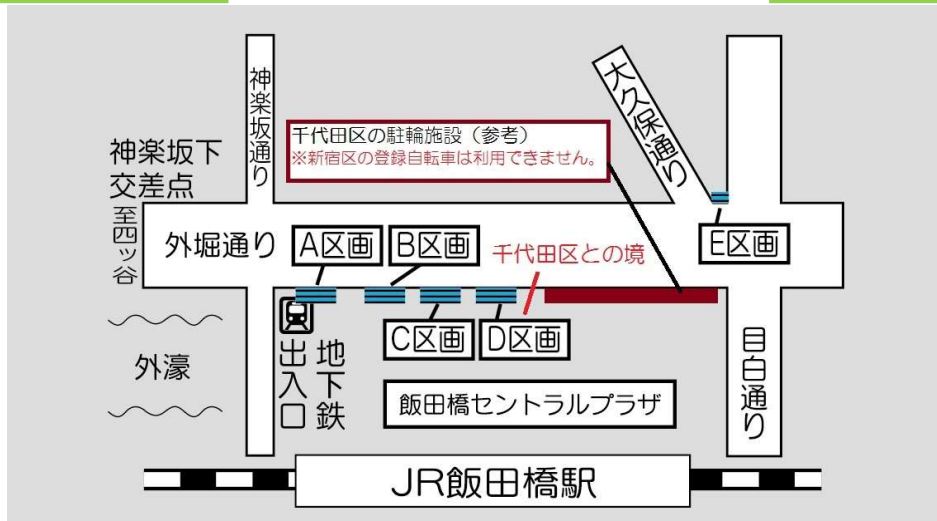 神楽坂通り
大久保通り
千代田区の駐輪施設（参考）
※新宿区の登録自転車は利用できません。
神楽坂下
交差点
至四ッ谷
外堀通り
A区画
B区画
千代田区との境
E区画
C区画
D区画
地下鉄
出入口
外濠
目白通り
飯田橋セントラルプラザ
JR飯田橋駅